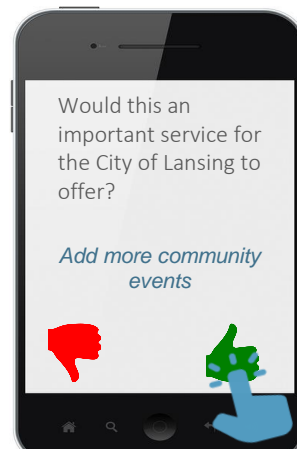 Would this an
important service for
the City of Lansing to
offer?
Add more community
events